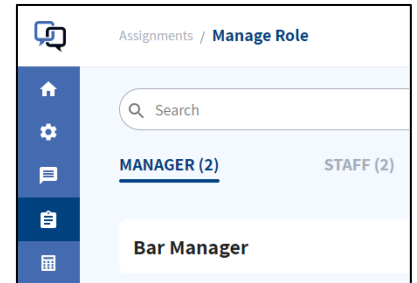 Assignments / Manage Role
Search
MANAGER (2) STAFF (2)
Bar Manager